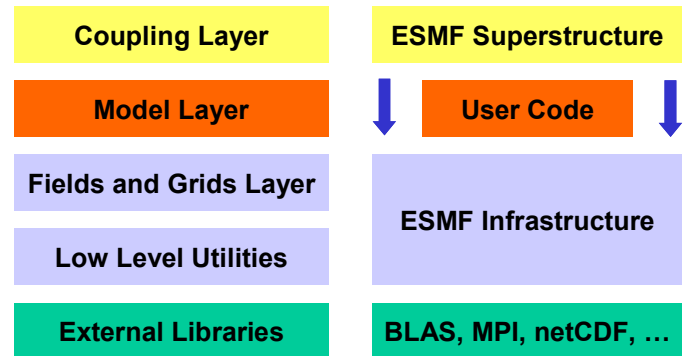 Coupling Layer
ESMF Superstructure
Model Layer
User Code
Fields and Grids Layer
ESMF Infrastructure
Low Level Utilities
External Libraries
BLAS, MPI, netCDF, …